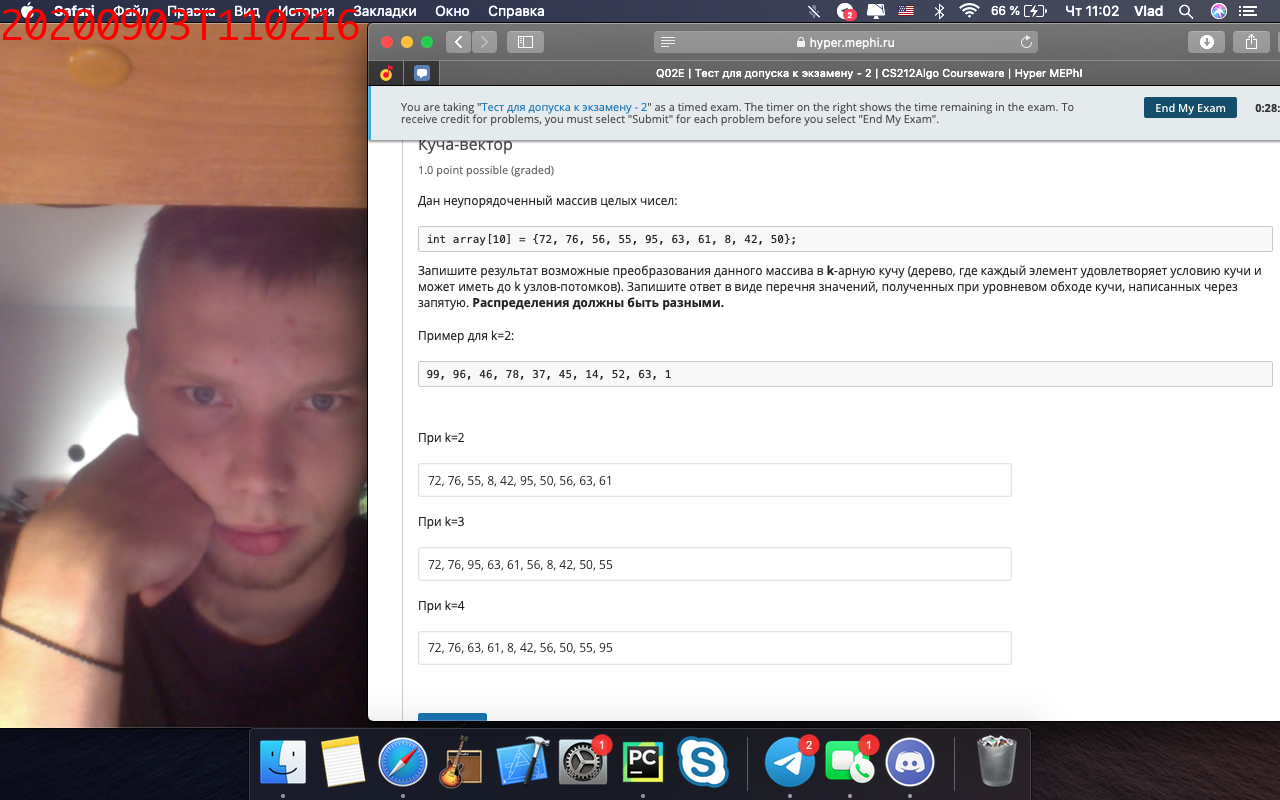 20200903T110216
Safari Файл Правка Вид История Закладки Окно Справка
2
66 % Чт 11:02 Vlad
hyper.mephi.ru
Q02E | Тест для допуска к экзамену - 2 | CS212Algo Courseware | Hyper MEPhI
You are taking "Тест для допуска к экзамену - 2" as a timed exam. The timer on the right shows the time remaining in the exam. To
receive credit for problems, you must select "Submit" for each problem before you select "End My Exam".
End My Exam
0:28:
Куча-вектор
1.0 point possible (graded)
Дан неупорядоченный массив целых чисел:
int array[10] = {72, 76, 56, 55, 95, 63, 61, 8, 42, 50};
Запишите результат возможные преобразования данного массива в k-арную кучу (дерево, где каждый элемент удовлетворяет условию кучи и
может иметь до k узлов-потомков). Запишите ответ в виде перечня значений, полученных при уровневом обходе кучи, написанных через
запятую. Распределения должны быть разными.
Пример для k=2:
99, 96, 46, 78, 37, 45, 14, 52, 63, 1
При k=2
72, 76, 55, 8, 42, 95, 50, 56, 63, 61
При k=3
72, 76, 95, 63, 61, 56, 8, 42, 50, 55
При k=4
72, 76, 63, 61, 8, 42, 56, 50, 55, 95
1
PC
2
1